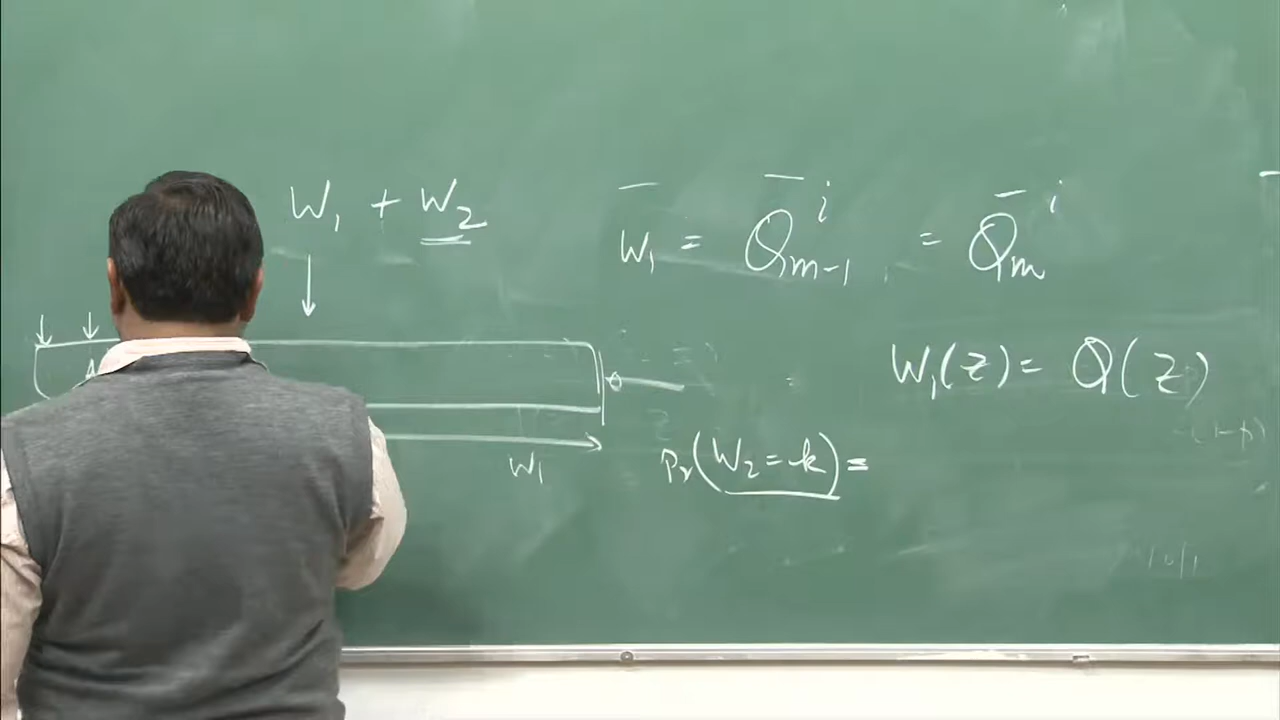 W₁ + W₂
W̄₁ = Q̄ⁱₘ₋₁ = Q̄ⁱₘ
W₁(z) = Q(z)
W₁
Pr(W₂ = k) =